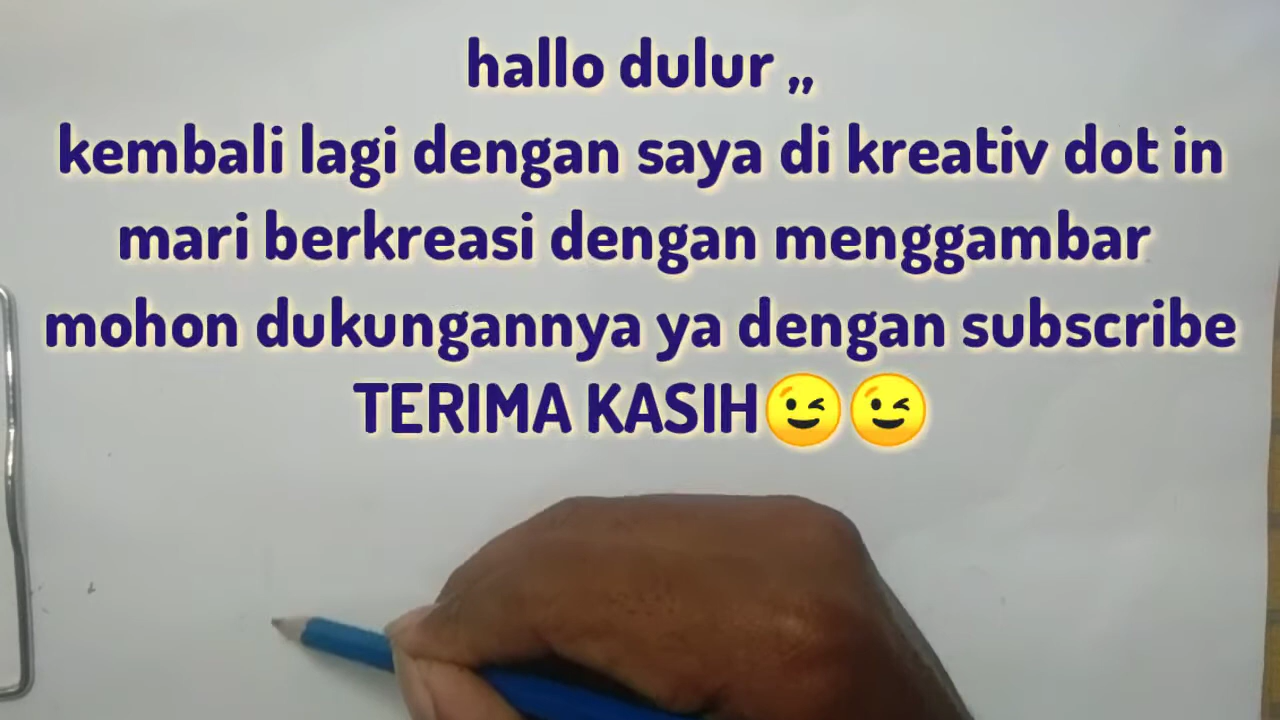 hallo dulur ,,
kembali lagi dengan saya di kreativ dot in
mari berkreasi dengan menggambar
mohon dukungannya ya dengan subscribe
TERIMA KASIH😉😉